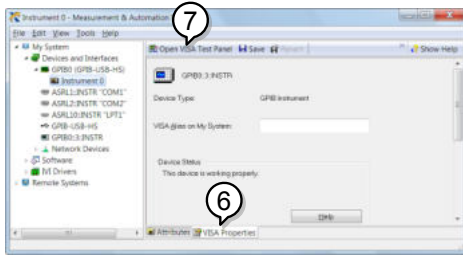 Instrument 0 - Measurement & Automation
7
File Edit View Tools Help
My System
Devices and Interfaces
GPIB0 (GPIB-USB-HS)
Instrument 0
ASRL1::INSTR "COM1"
ASRL2::INSTR "COM2"
ASRL10::INSTR "LPT1"
GPIB-USB-HS
GPIB0::3::INSTR
Network Devices
Software
IVI Drivers
Remote Systems
Open VISA Test Panel Save Revert Show Help
GPIB0::3::INSTR
Device Type: GPIB Instrument
VISA Alias on My System:
Device Status
This device is working properly.
6
Help
Attributes VISA Properties